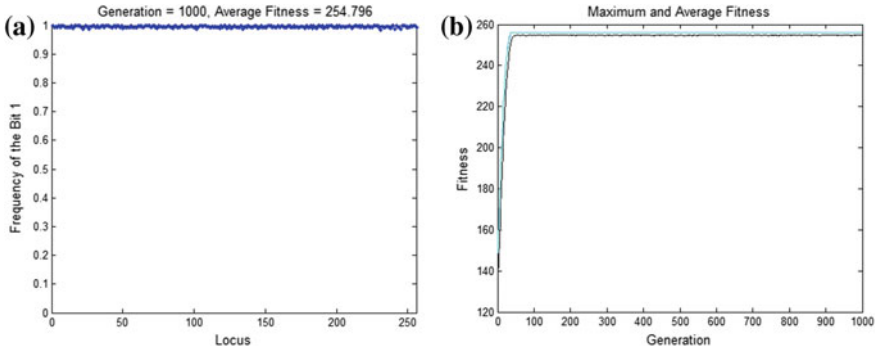 (a)
Generation = 1000, Average Fitness = 254.796
1
0.9
0.8
0.7
0.6
0.5
0.4
0.3
0.2
0.1
0
Frequency of the Bit 1
0 50 100 150 200 250
Locus
(b)
Maximum and Average Fitness
260
240
220
200
180
160
140
120
Fitness
0 100 200 300 400 500 600 700 800 900 1000
Generation